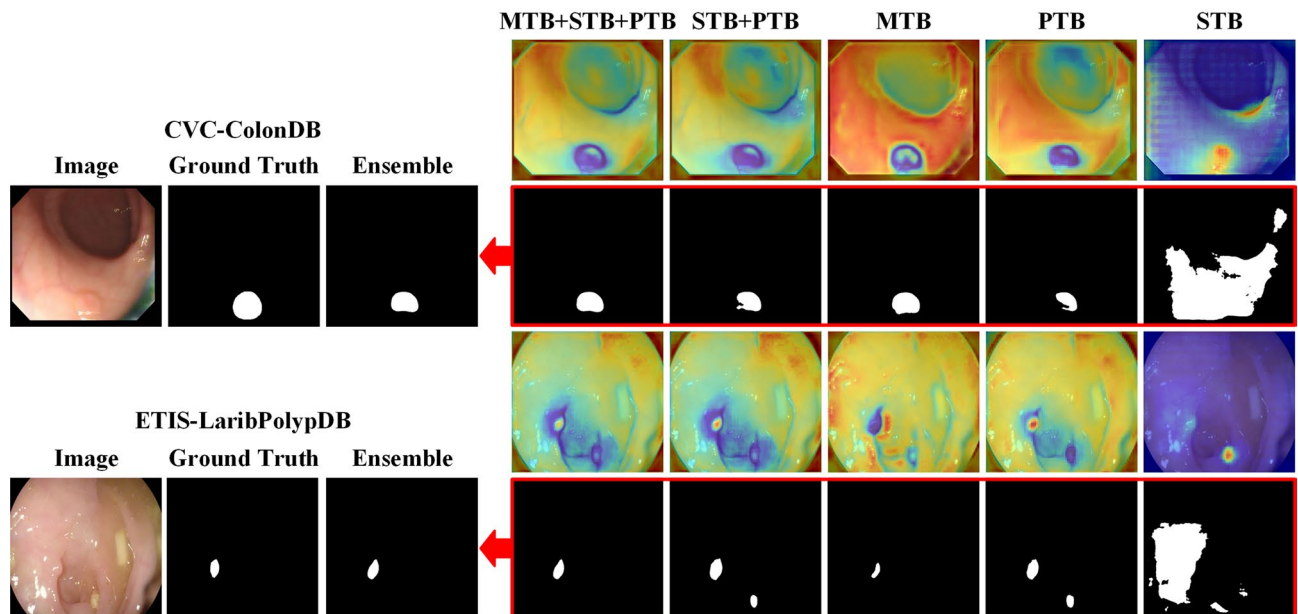 MTB+STB+PTB STB+PTB MTB PTB STB
CVC-ColonDB
Image Ground Truth Ensemble
ETIS-LaribPolypDB
Image Ground Truth Ensemble